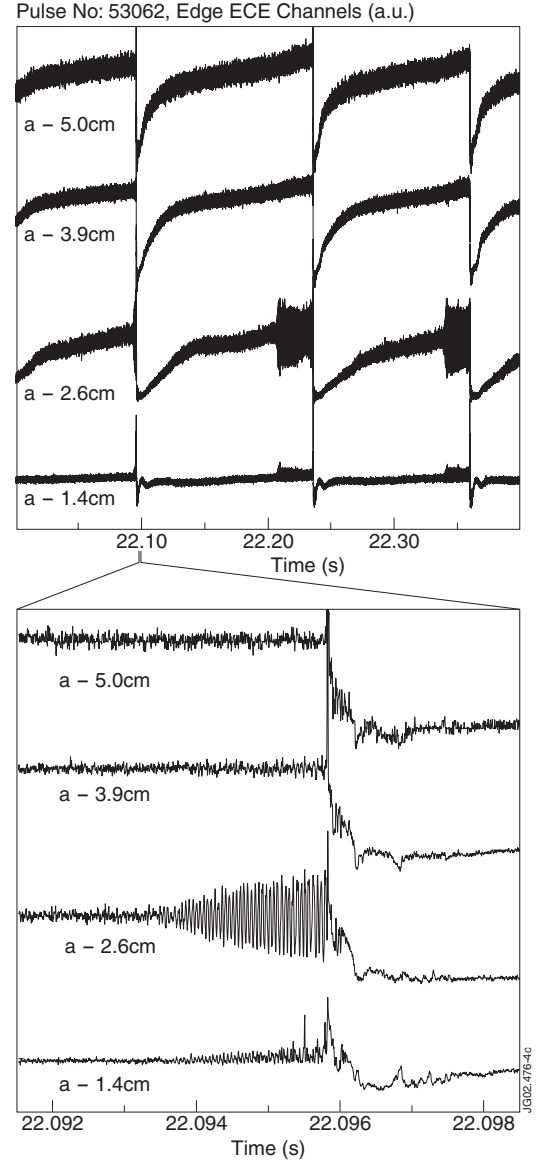 Pulse No: 53062, Edge ECE Channels (a.u.)
a – 5.0cm
a – 3.9cm
a – 2.6cm
a – 1.4cm
22.10 22.20 22.30
Time (s)
a – 5.0cm
a – 3.9cm
a – 2.6cm
a – 1.4cm
JG02.476-4c
22.092 22.094 22.096 22.098
Time (s)